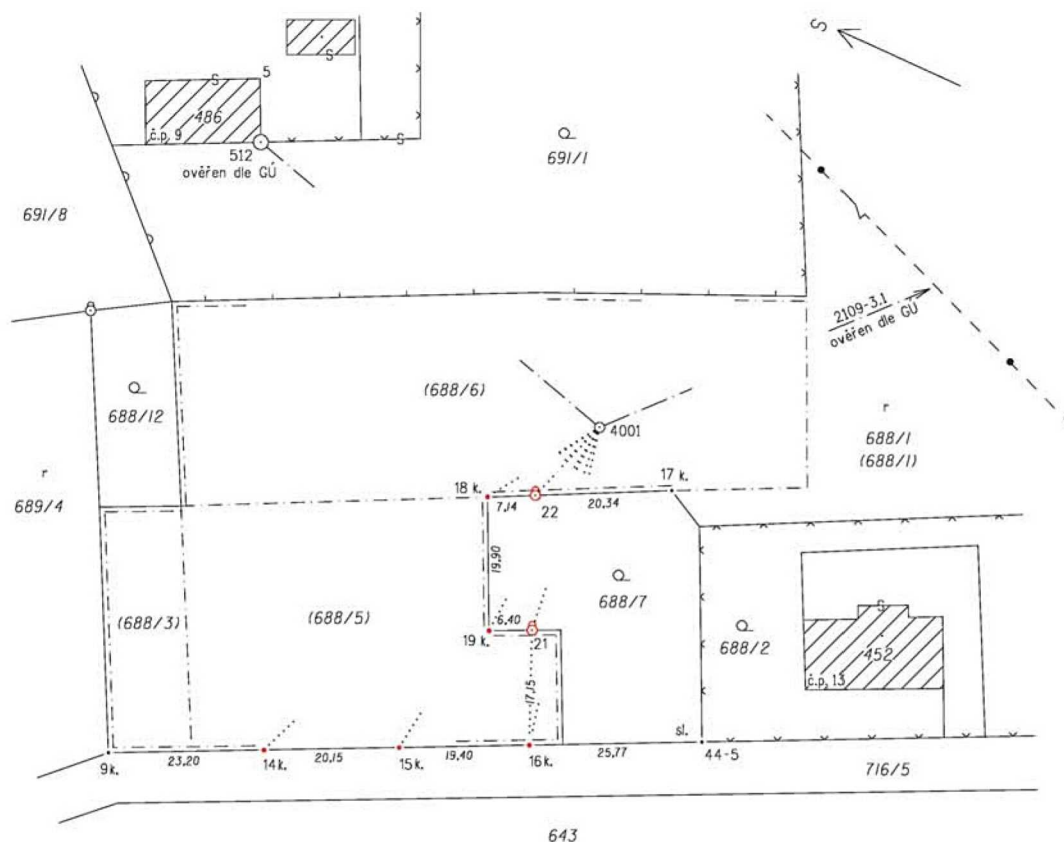 S
5
486
č.p. 9
512
ověřen dle GÚ
691/1
691/8
2109-3.1
ověřen dle GÚ
688/12
(688/6)
4001
r
688/1
(688/1)
r
689/4
18 k.
17 k.
7,14
22
20,34
19,90
688/7
(688/3)
(688/5)
6,40
19 k.
21
688/2
452
č.p. 13
17,15
sl.
9 k.
23,20
14 k.
20,15
15 k.
19,40
16 k.
25,77
44-5
716/5
643